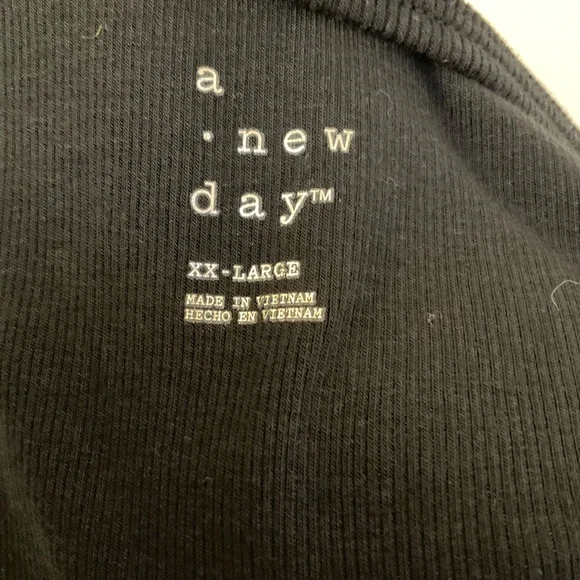 a
· new
day™
XX-LARGE
MADE IN VIETNAM
HECHO EN VIETNAM